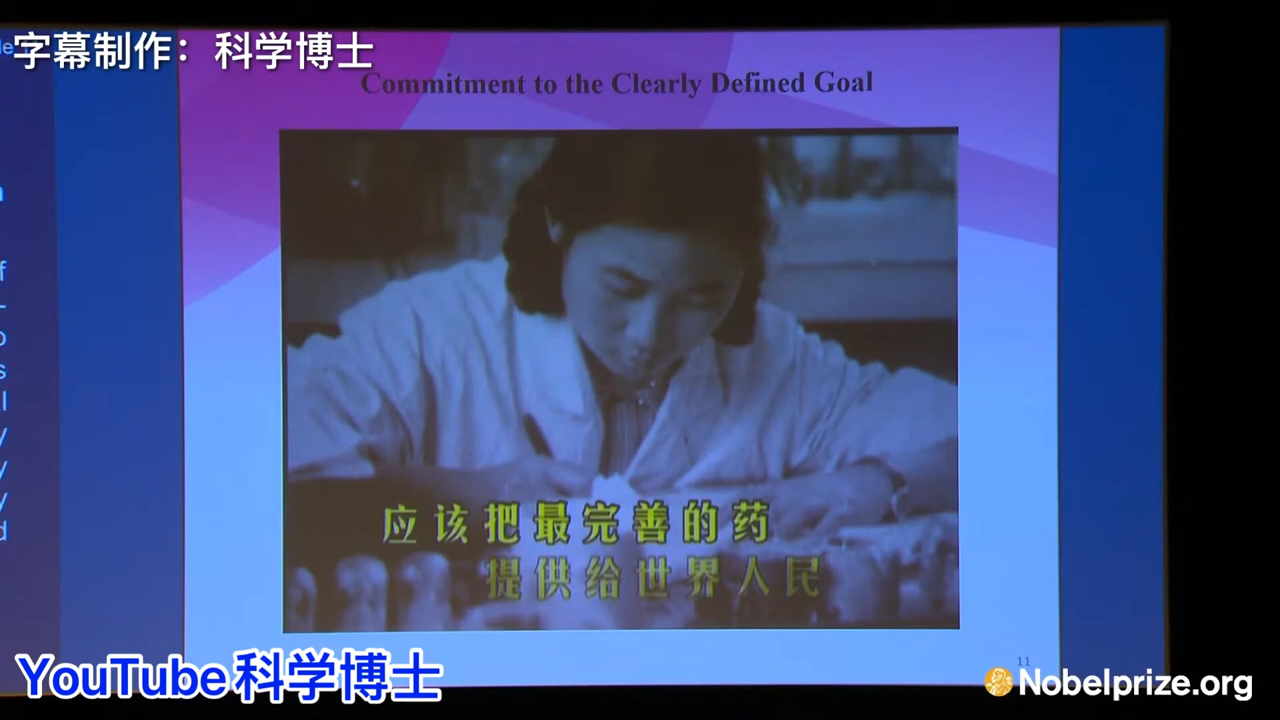 字幕制作：科学博士
Commitment to the Clearly Defined Goal
应该把最完善的药
提供给世界人民
11
YouTube科学博士
Nobelprize.org